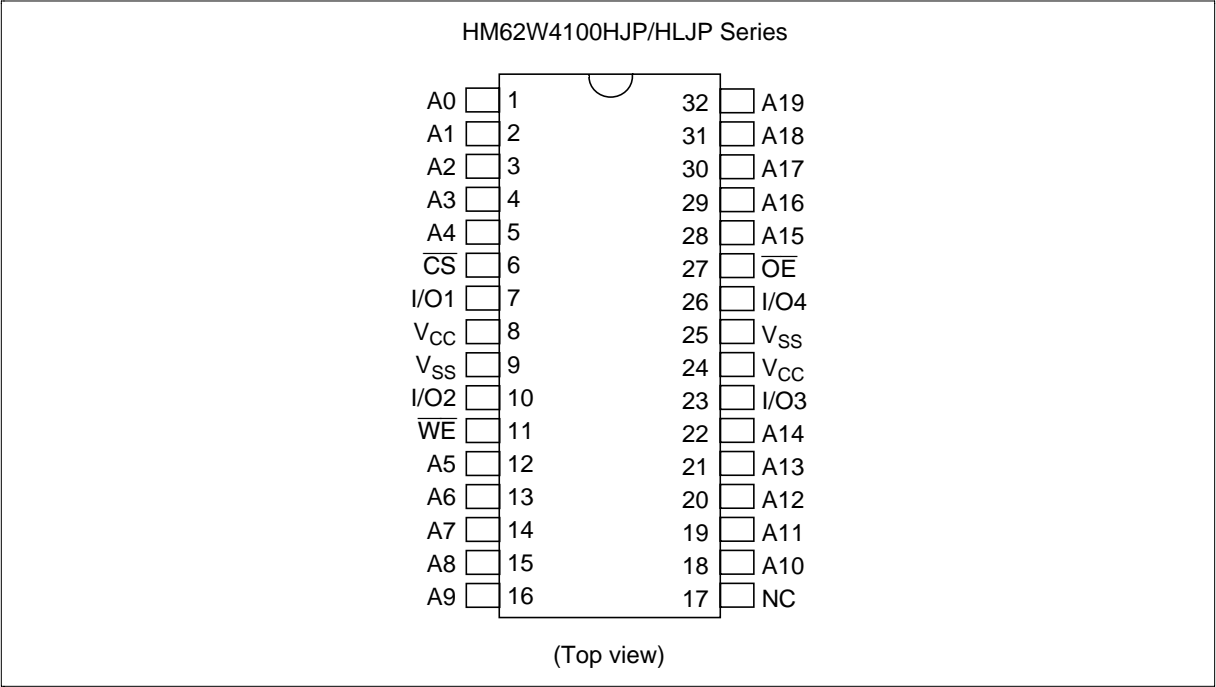 HM62W4100HJP/HLJP Series
A0 1 32 A19
A1 2 31 A18
A2 3 30 A17
A3 4 29 A16
A4 5 28 A15
C̅S̅ 6 27 O̅E̅
I/O1 7 26 I/O4
VCC 8 25 VSS
VSS 9 24 VCC
I/O2 10 23 I/O3
W̅E̅ 11 22 A14
A5 12 21 A13
A6 13 20 A12
A7 14 19 A11
A8 15 18 A10
A9 16 17 NC
(Top view)